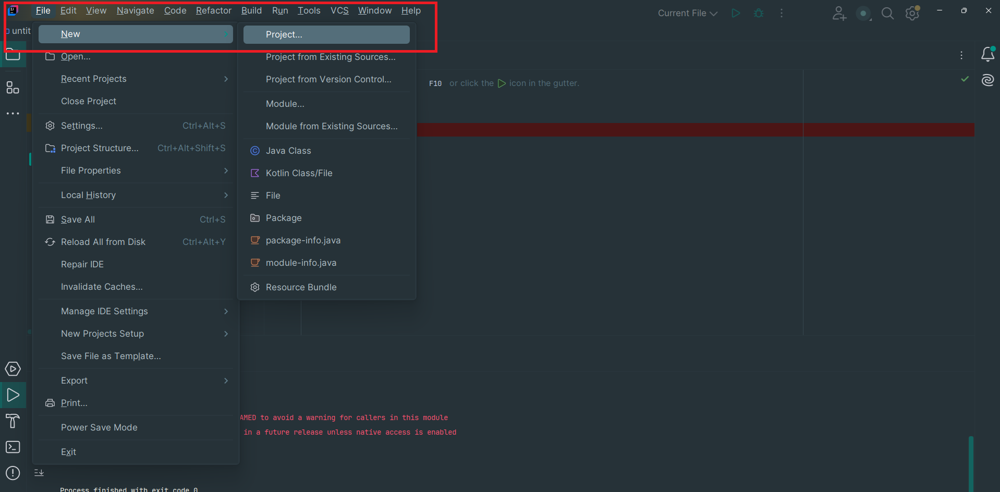 File Edit View Navigate Code Refactor Build Run Tools VCS Window Help
Current File
untit
New
Open...
Recent Projects
Close Project
Settings... Ctrl+Alt+S
Project Structure... Ctrl+Alt+Shift+S
File Properties
Local History
Save All Ctrl+S
Reload All from Disk Ctrl+Alt+Y
Repair IDE
Invalidate Caches...
Manage IDE Settings
New Projects Setup
Save File as Template...
Export
Print...
Power Save Mode
Exit
Project...
Project from Existing Sources...
Project from Version Control...
Module...
Module from Existing Sources...
Java Class
Kotlin Class/File
File
Package
package-info.java
module-info.java
Resource Bundle
F10 or click the icon in the gutter.
AMED to avoid a warning for callers in this module
in a future release unless native access is enabled
Process finished with exit code 0